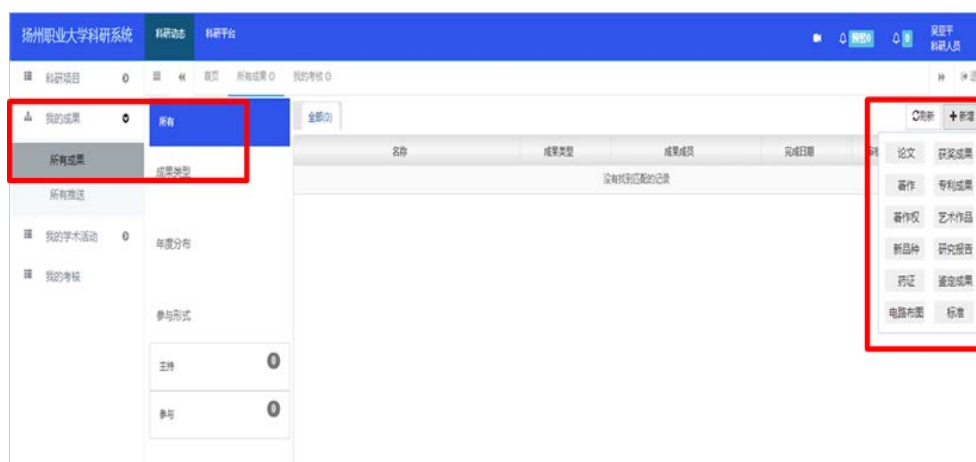 扬州职业大学科研系统 科研动态 科研平台
吴亚平
科研人员
科研项目 首页 所有成果 我的考核
我的成果 所有 全部(0) 刷新 新增
名称 成果类型 成果成员 完成日期
没有找到匹配的记录
所有成果 成果类型
所有推送
我的学术活动 年度分布
我的考核
参与形式
主持 0
参与 0
论文 获奖成果
著作 专利成果
著作权 艺术作品
新品种 研究报告
药证 鉴定成果
电路布图 标准